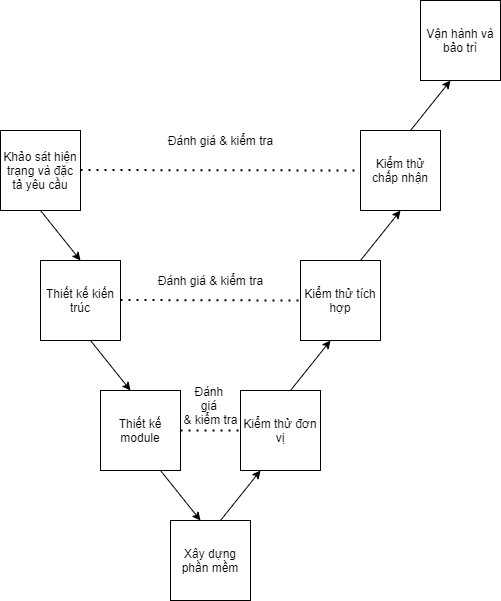 Vận hành và
bảo trì
Đánh giá & kiểm tra
Khảo sát hiện
trạng và đặc
tả yêu cầu
Kiểm thử
chấp nhận
Đánh giá & kiểm tra
Thiết kế kiến
trúc
Kiểm thử tích
hợp
Đánh
giá
& kiểm tra
Thiết kế
module
Kiểm thử đơn
vị
Xây dựng
phần mềm